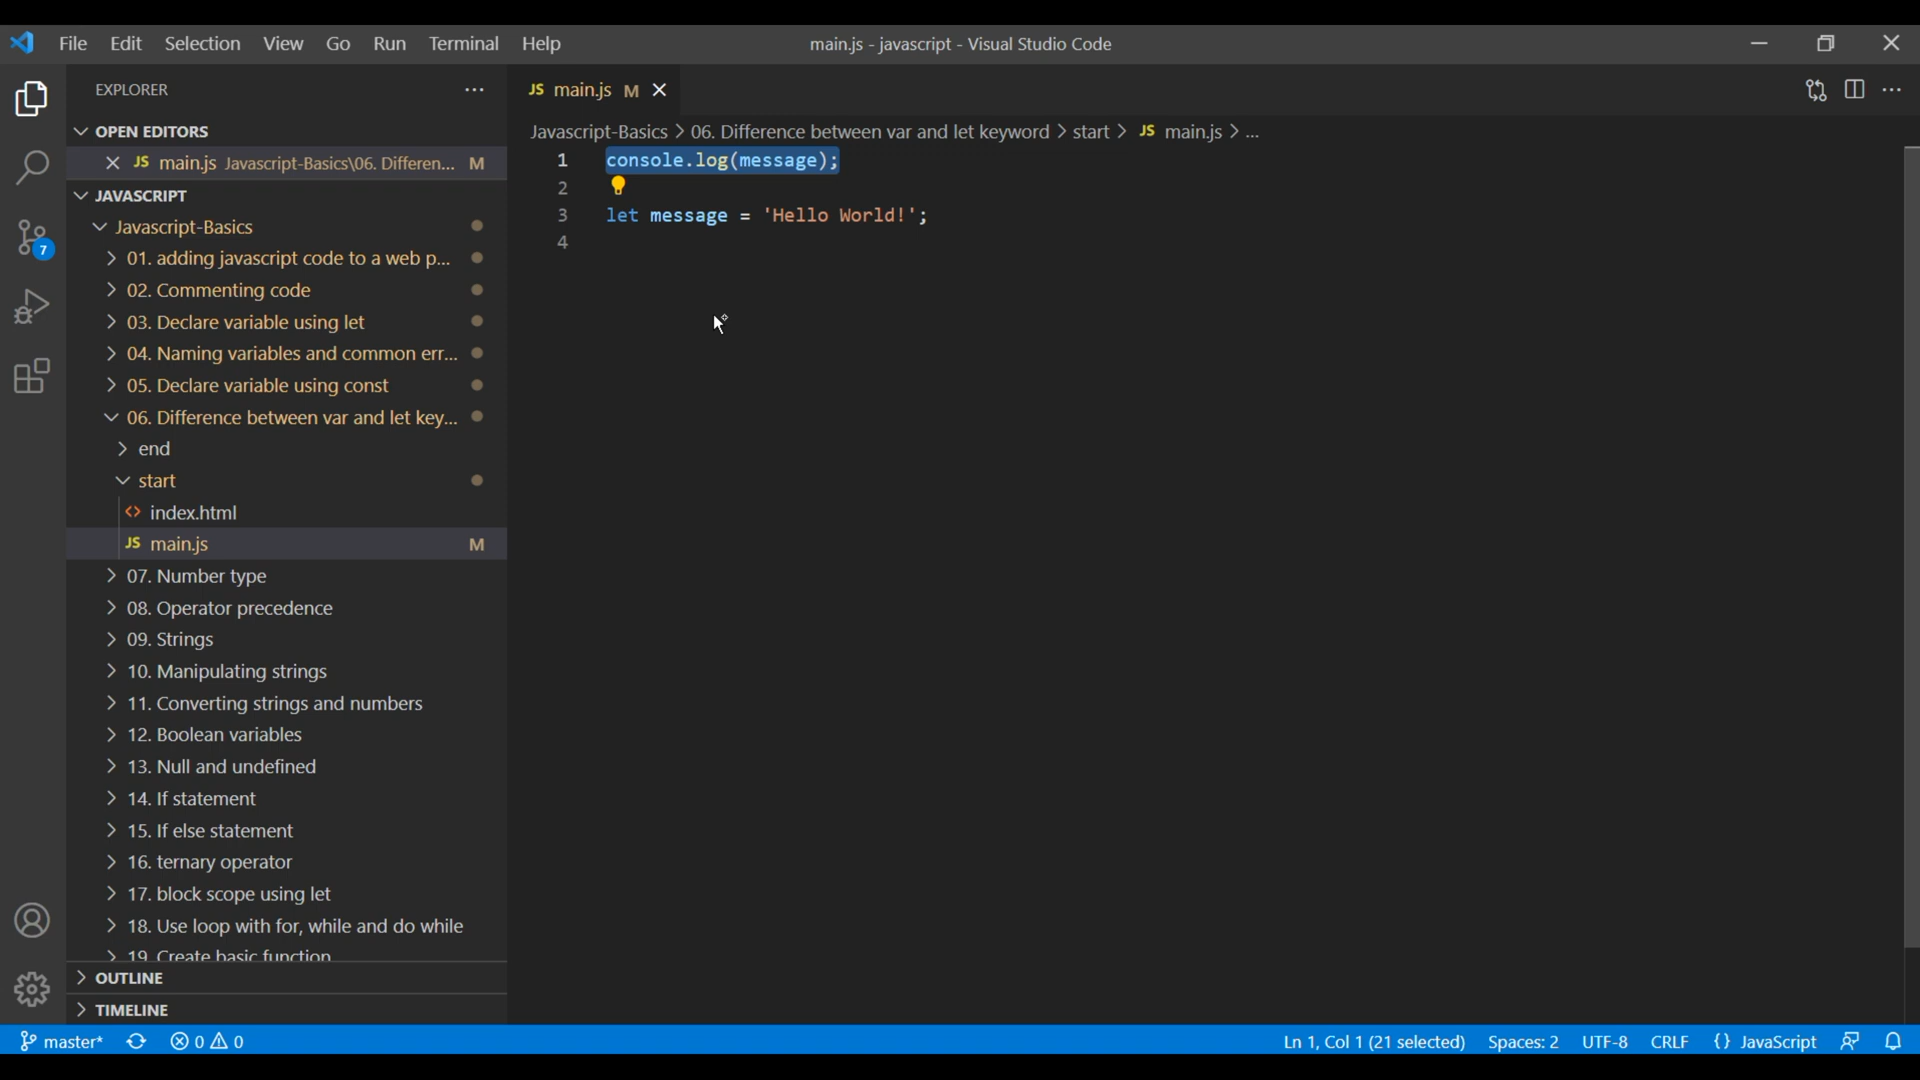 File Edit Selection View Go Run Terminal Help
main.js - javascript - Visual Studio Code
EXPLORER
OPEN EDITORS
JS main.js Javascript-Basics\06. Differen... M
JAVASCRIPT
Javascript-Basics
01. adding javascript code to a web p...
02. Commenting code
03. Declare variable using let
04. Naming variables and common err...
05. Declare variable using const
06. Difference between var and let key...
end
start
index.html
JS main.js M
07. Number type
08. Operator precedence
09. Strings
10. Manipulating strings
11. Converting strings and numbers
12. Boolean variables
13. Null and undefined
14. If statement
15. If else statement
16. ternary operator
17. block scope using let
18. Use loop with for, while and do while
19. Create basic function
OUTLINE
TIMELINE
7
JS main.js M
Javascript-Basics > 06. Difference between var and let keyword > start > JS main.js > ...
1 console.log(message);
2
3 let message = 'Hello World!';
4
master* 0 0 Ln 1, Col 1 (21 selected) Spaces: 2 UTF-8 CRLF {} JavaScript